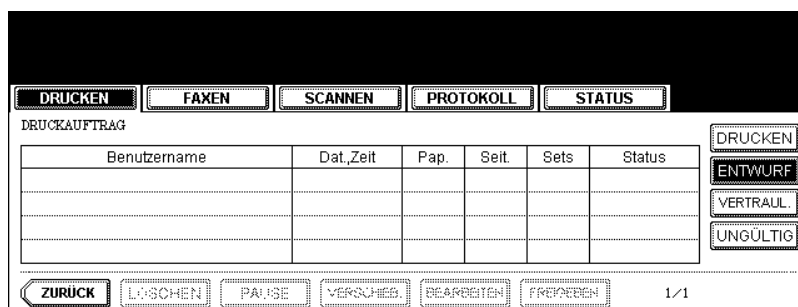 DRUCKEN FAXEN SCANNEN PROTOKOLL STATUS
DRUCKAUFTRAG
DRUCKEN
Benutzername Dat.,Zeit Pap. Seit. Sets Status
ENTWURF
VERTRAUL.
UNGÜLTIG
ZURÜCK LÖSCHEN PAUSE VERSCHIEB. BEARBEITEN FREIGEBEN 1/1